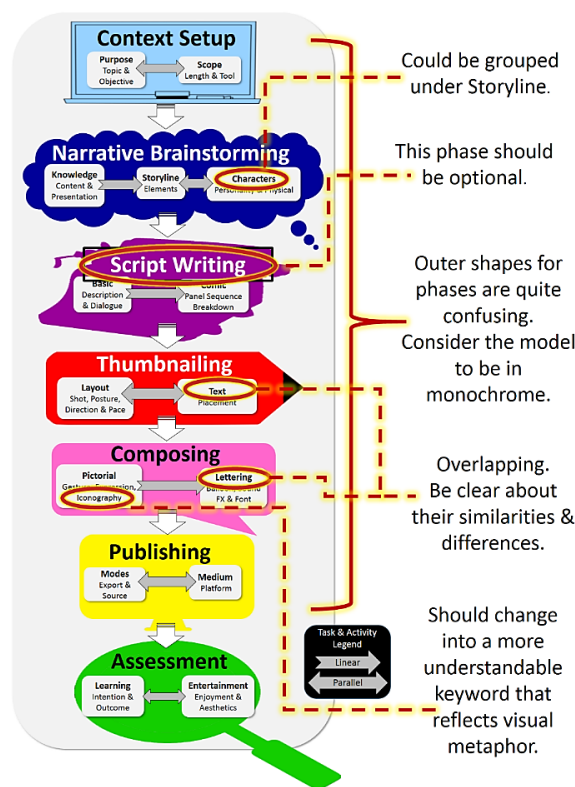 Context Setup
Purpose
Topic &
Objective
Scope
Length & Tool
Could be grouped
under Storyline.
Narrative Brainstorming
Knowledge
Content &
Presentation
Storyline
Elements
Characters
Personality & Physical
This phase should
be optional.
Script Writing
Basic
Description
& Dialogue
Comic
Panel Sequence
Breakdown
Outer shapes for
phases are quite
confusing.
Consider the model
to be in
monochrome.
Thumbnailing
Layout
Shot, Posture,
Direction & Pace
Text
Placement
Composing
Pictorial
Gesture, Expression,
Iconography
Lettering
FX & Font
Overlapping.
Be clear about
their similarities &
differences.
Publishing
Modes
Export &
Source
Medium
Platform
Task & Activity
Legend
Linear
Parallel
Should change
into a more
understandable
keyword that
reflects visual
metaphor.
Assessment
Learning
Intention &
Outcome
Entertainment
Enjoyment &
Aesthetics